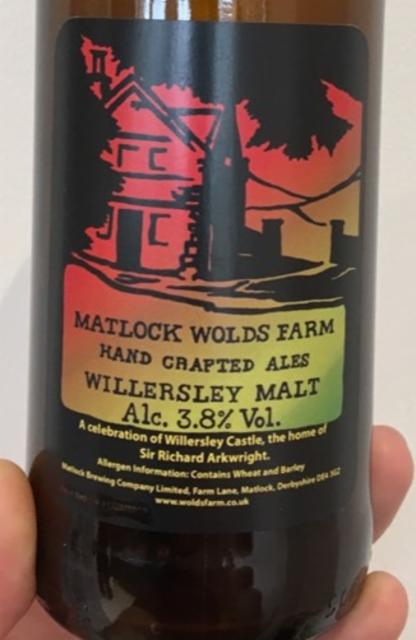 MATLOCK WOLDS FARM
HAND CRAFTED ALES
WILLERSLEY MALT
Alc. 3.8% Vol.
A celebration of Willersley Castle, the home of
Sir Richard Arkwright.
Allergen Information: Contains Wheat and Barley
Matlock Brewing Company Limited, Farm Lane, Matlock, Derbyshire DE4 3GZ
www.woldsfarm.co.uk